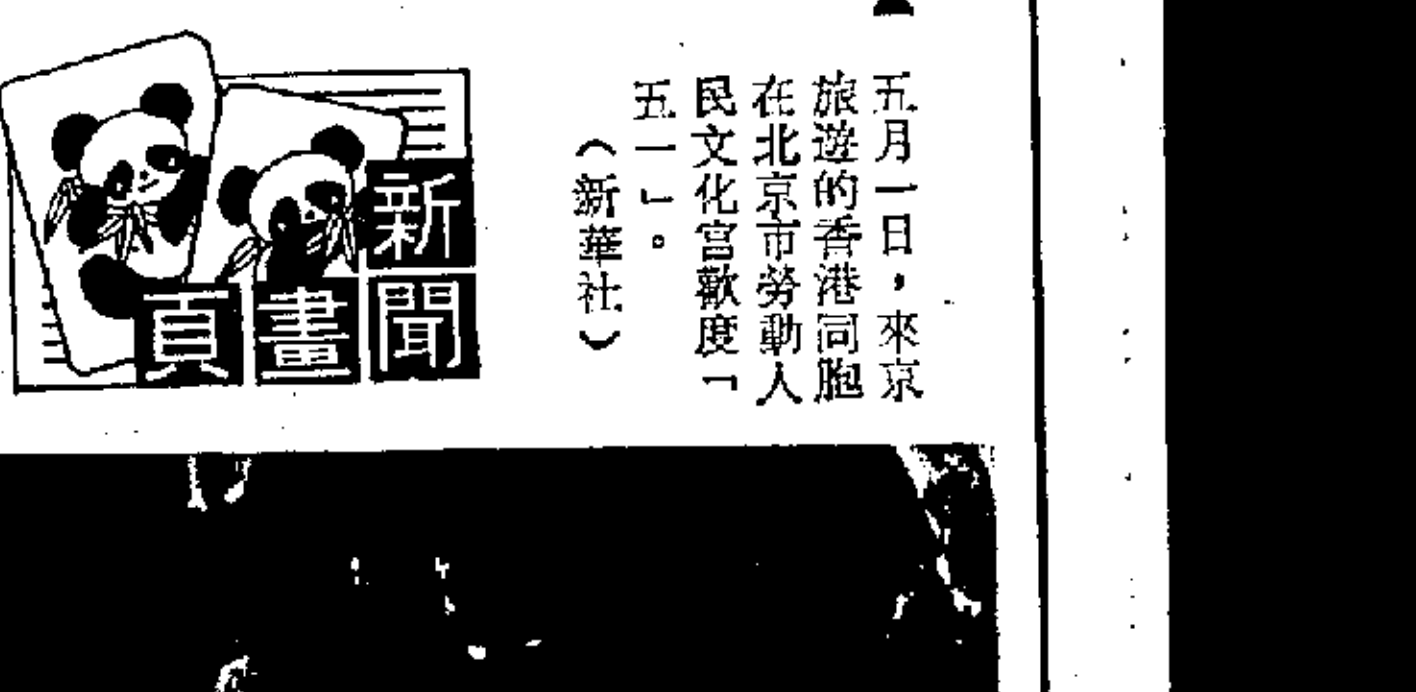 五月一日，來京
旅遊的香港同胞
在北京市勞動人
民文化宮歡度「
五一」。
（新華社）
新聞
畫
頁